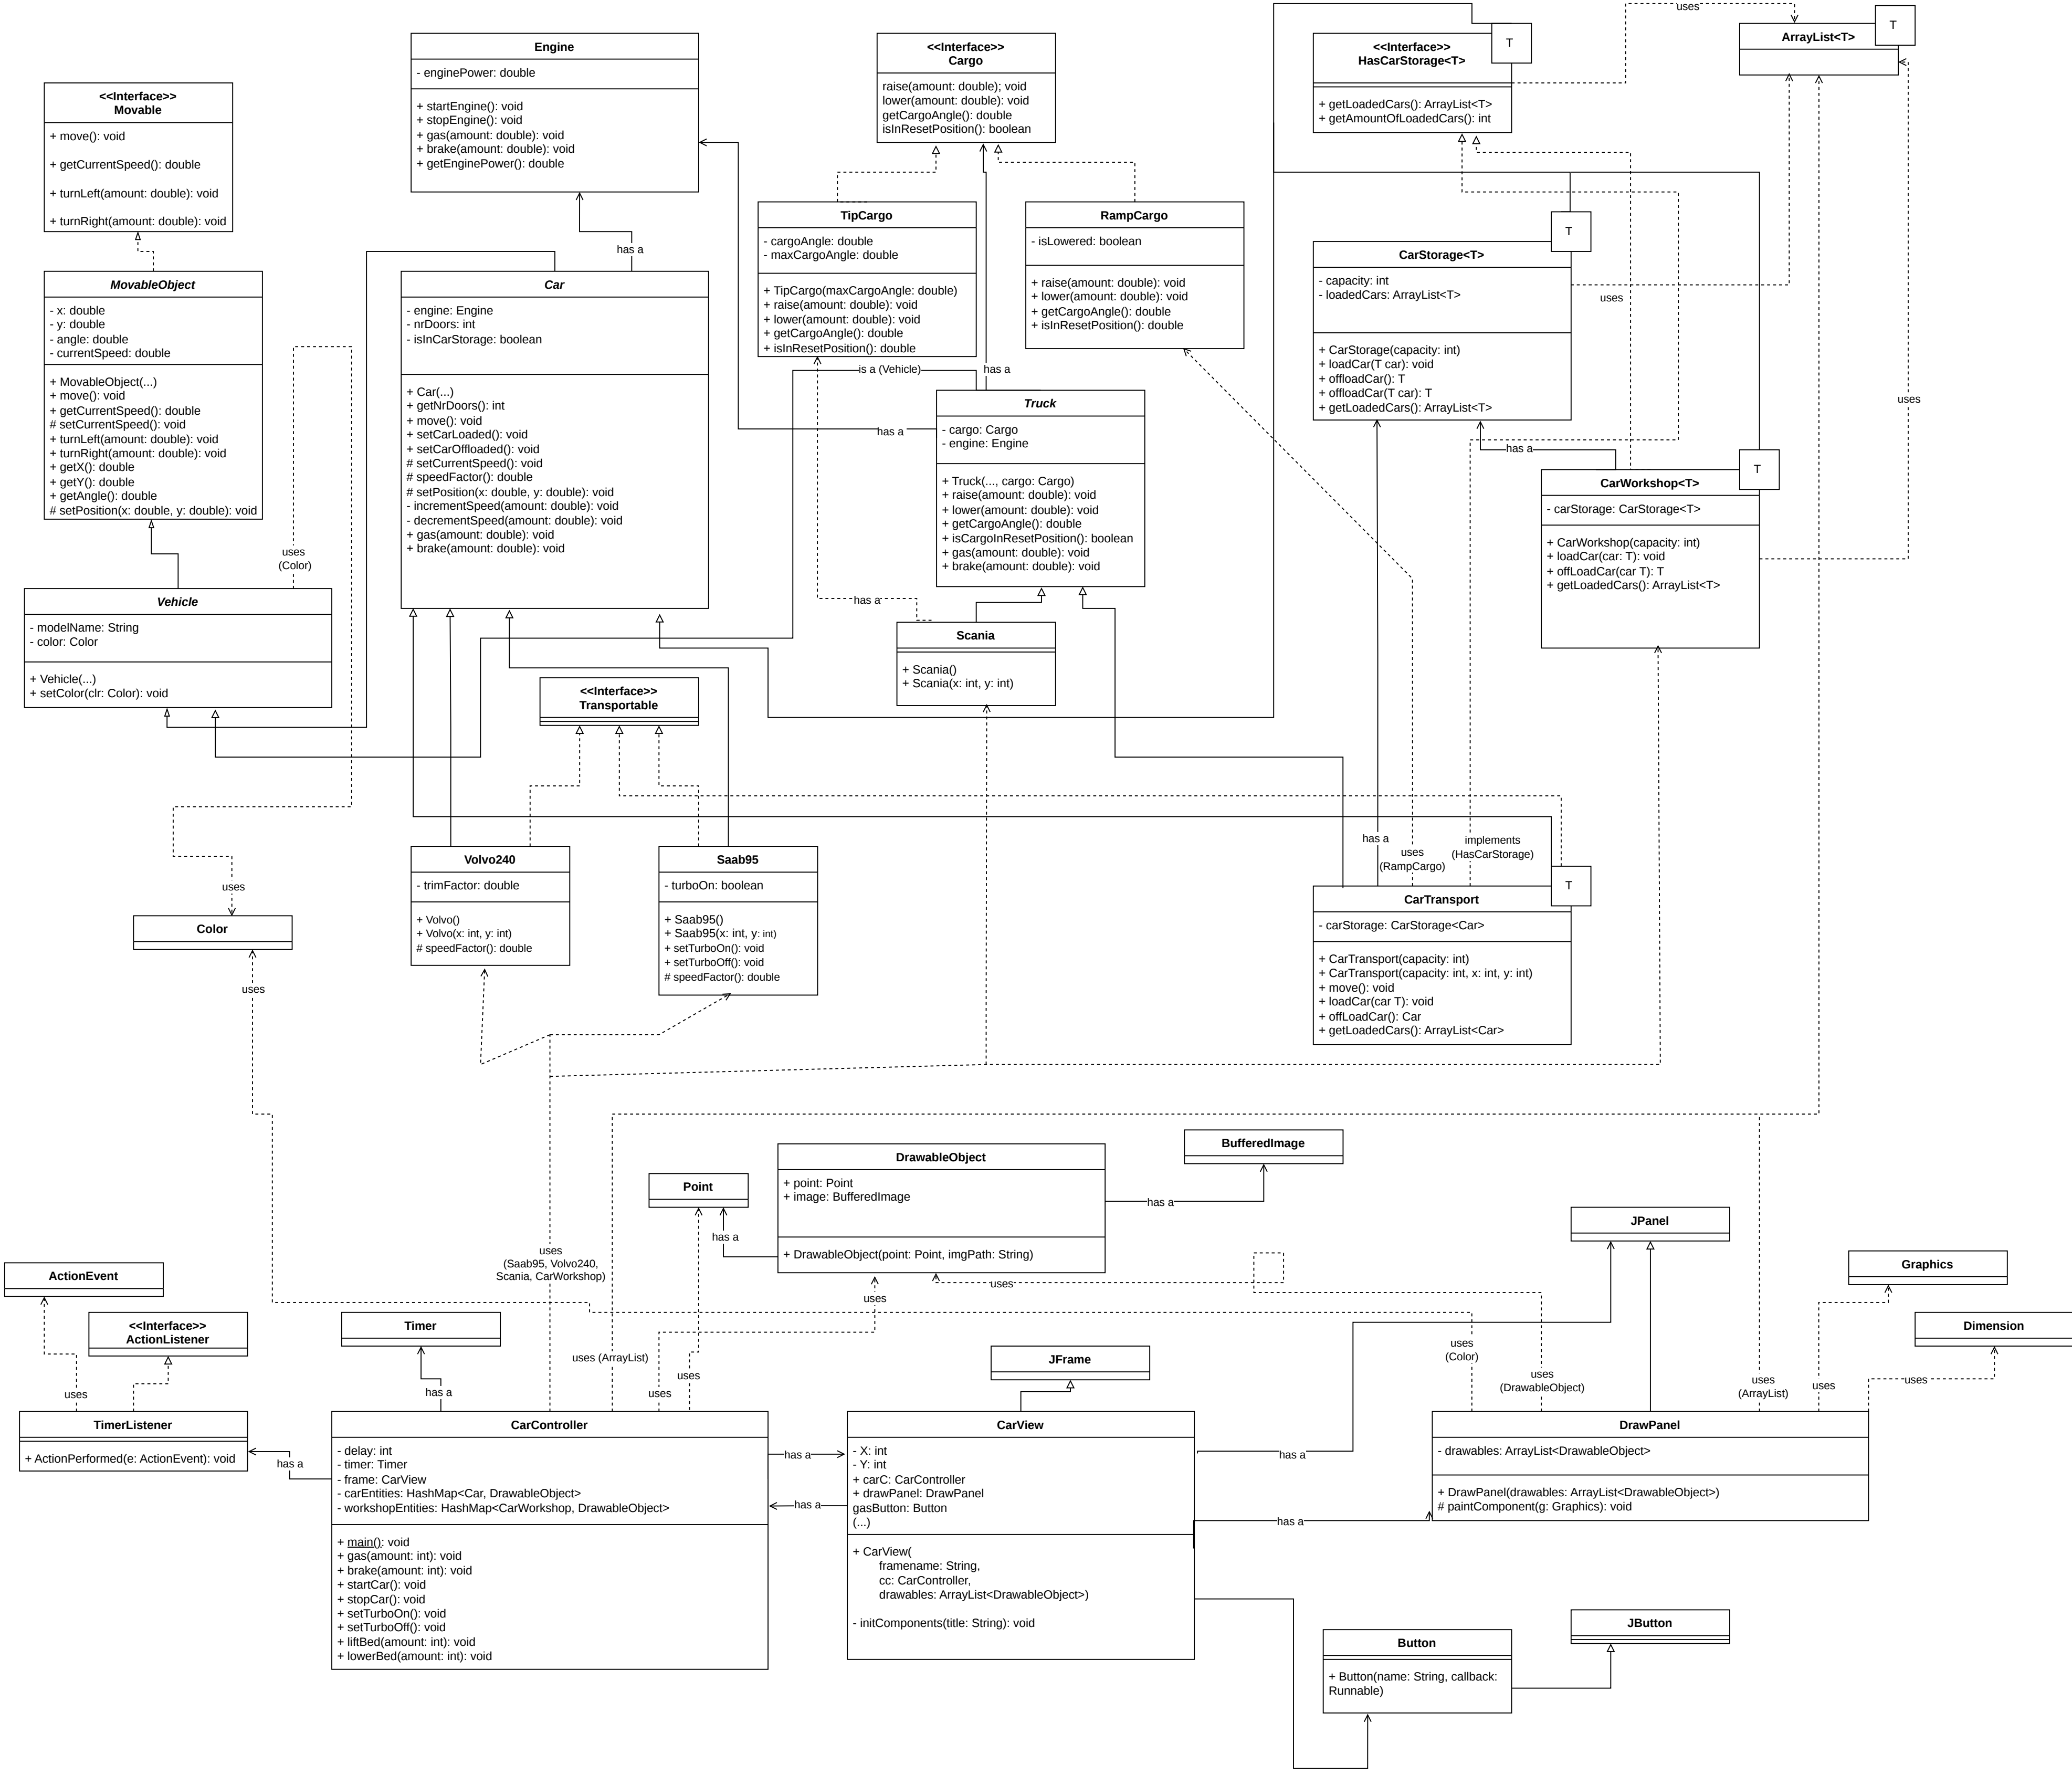 Engine
- enginePower: double
+ startEngine(): void
+ stopEngine(): void
+ gas(amount: double): void
+ brake(amount: double): void
+ getEnginePower(): double
<<Interface>>
Cargo
raise(amount: double); void
lower(amount: double): void
getCargoAngle(): double
isInResetPosition(): boolean
<<Interface>>
HasCarStorage<T>
T
+ getLoadedCars(): ArrayList<T>
+ getAmountOfLoadedCars(): int
uses
ArrayList<T>
T
<<Interface>>
Movable
+ move(): void
+ getCurrentSpeed(): double
+ turnLeft(amount: double): void
+ turnRight(amount: double): void
has a
TipCargo
- cargoAngle: double
- maxCargoAngle: double
+ TipCargo(maxCargoAngle: double)
+ raise(amount: double): void
+ lower(amount: double): void
+ getCargoAngle(): double
+ isInResetPosition(): double
RampCargo
- isLowered: boolean
+ raise(amount: double): void
+ lower(amount: double): void
+ getCargoAngle(): double
+ isInResetPosition(): double
T
CarStorage<T>
- capacity: int
- loadedCars: ArrayList<T>
+ CarStorage(capacity: int)
+ loadCar(T car): void
+ offloadCar(): T
+ offloadCar(T car): T
+ getLoadedCars(): ArrayList<T>
uses
uses
MovableObject
- x: double
- y: double
- angle: double
- currentSpeed: double
+ MovableObject(...)
+ move(): void
+ getCurrentSpeed(): double
# setCurrentSpeed(): void
+ turnLeft(amount: double): void
+ turnRight(amount: double): void
+ getX(): double
+ getY(): double
+ getAngle(): double
# setPosition(x: double, y: double): void
Car
- engine: Engine
- nrDoors: int
- isInCarStorage: boolean
+ Car(...)
+ getNrDoors(): int
+ move(): void
+ setCarLoaded(): void
+ setCarOffloaded(): void
# setCurrentSpeed(): void
# speedFactor(): double
# setPosition(x: double, y: double): void
- incrementSpeed(amount: double): void
- decrementSpeed(amount: double): void
+ gas(amount: double): void
+ brake(amount: double): void
is a (Vehicle)
has a
has a
Truck
- cargo: Cargo
- engine: Engine
+ Truck(..., cargo: Cargo)
+ raise(amount: double): void
+ lower(amount: double): void
+ getCargoAngle(): double
+ isCargoInResetPosition(): boolean
+ gas(amount: double): void
+ brake(amount: double): void
has a
T
CarWorkshop<T>
- carStorage: CarStorage<T>
+ CarWorkshop(capacity: int)
+ loadCar(car: T): void
+ offLoadCar(car T): T
+ getLoadedCars(): ArrayList<T>
uses
(Color)
Vehicle
- modelName: String
- color: Color
+ Vehicle(...)
+ setColor(clr: Color): void
has a
Scania
+ Scania()
+ Scania(x: int, y: int)
<<Interface>>
Transportable
Volvo240
- trimFactor: double
+ Volvo()
+ Volvo(x: int, y: int)
# speedFactor(): double
Saab95
- turboOn: boolean
+ Saab95()
+ Saab95(x: int, y: int)
+ setTurboOn(): void
+ setTurboOff(): void
# speedFactor(): double
has a
uses
(RampCargo)
implements
(HasCarStorage)
T
CarTransport
- carStorage: CarStorage<Car>
+ CarTransport(capacity: int)
+ CarTransport(capacity: int, x: int, y: int)
+ move(): void
+ loadCar(car T): void
+ offLoadCar(): Car
+ getLoadedCars(): ArrayList<Car>
uses
Color
uses
BufferedImage
DrawableObject
+ point: Point
+ image: BufferedImage
+ DrawableObject(point: Point, imgPath: String)
has a
Point
has a
JPanel
uses
(Saab95, Volvo240,
Scania, CarWorkshop)
uses
uses
ActionEvent
Graphics
<<Interface>>
ActionListener
Timer
Dimension
uses (ArrayList)
JFrame
uses
has a
uses
uses
uses
(Color)
uses
(DrawableObject)
uses
(ArrayList)
uses
uses
TimerListener
+ ActionPerformed(e: ActionEvent): void
has a
CarController
- delay: int
- timer: Timer
- frame: CarView
- carEntities: HashMap<Car, DrawableObject>
- workshopEntities: HashMap<CarWorkshop, DrawableObject>
+ main(): void
+ gas(amount: int): void
+ brake(amount: int): void
+ startCar(): void
+ stopCar(): void
+ setTurboOn(): void
+ setTurboOff(): void
+ liftBed(amount: int): void
+ lowerBed(amount: int): void
has a
has a
CarView
- X: int
- Y: int
+ carC: CarController
+ drawPanel: DrawPanel
gasButton: Button
(...)
+ CarView(
framename: String,
cc: CarController,
drawables: ArrayList<DrawableObject>)
- initComponents(title: String): void
has a
has a
DrawPanel
- drawables: ArrayList<DrawableObject>
+ DrawPanel(drawables: ArrayList<DrawableObject>)
# paintComponent(g: Graphics): void
Button
+ Button(name: String, callback:
Runnable)
JButton